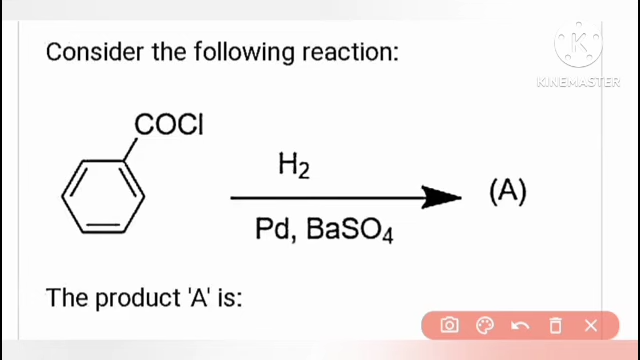 Consider the following reaction:
K
KINEMASTER
COCl
H₂
(A)
Pd, BaSO₄
The product 'A' is: